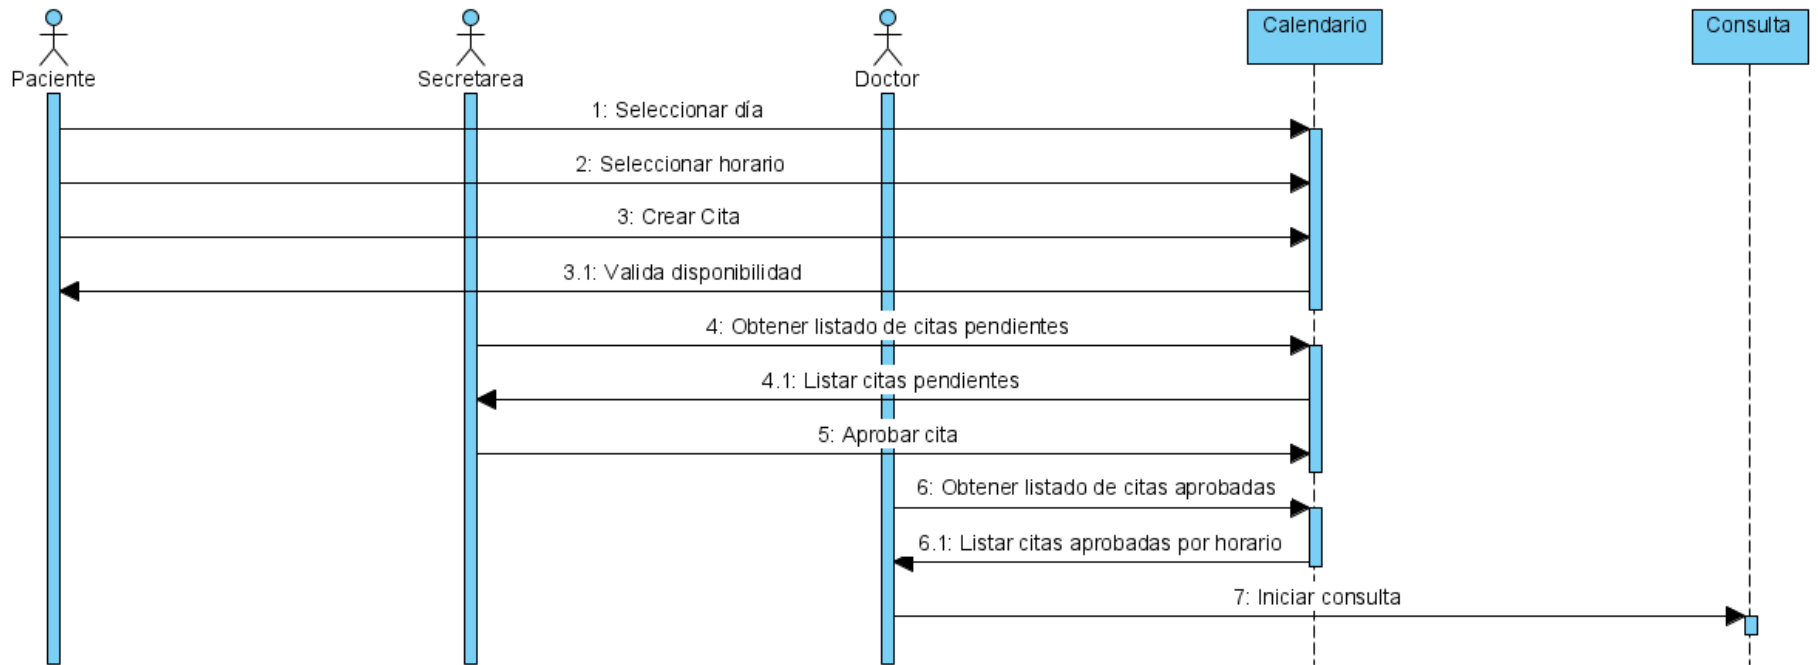 Paciente
Secretarea
Doctor
Calendario
Consulta
1: Seleccionar día
2: Seleccionar horario
3: Crear Cita
3.1: Valida disponibilidad
4: Obtener listado de citas pendientes
4.1: Listar citas pendientes
5: Aprobar cita
6: Obtener listado de citas aprobadas
6.1: Listar citas aprobadas por horario
7: Iniciar consulta